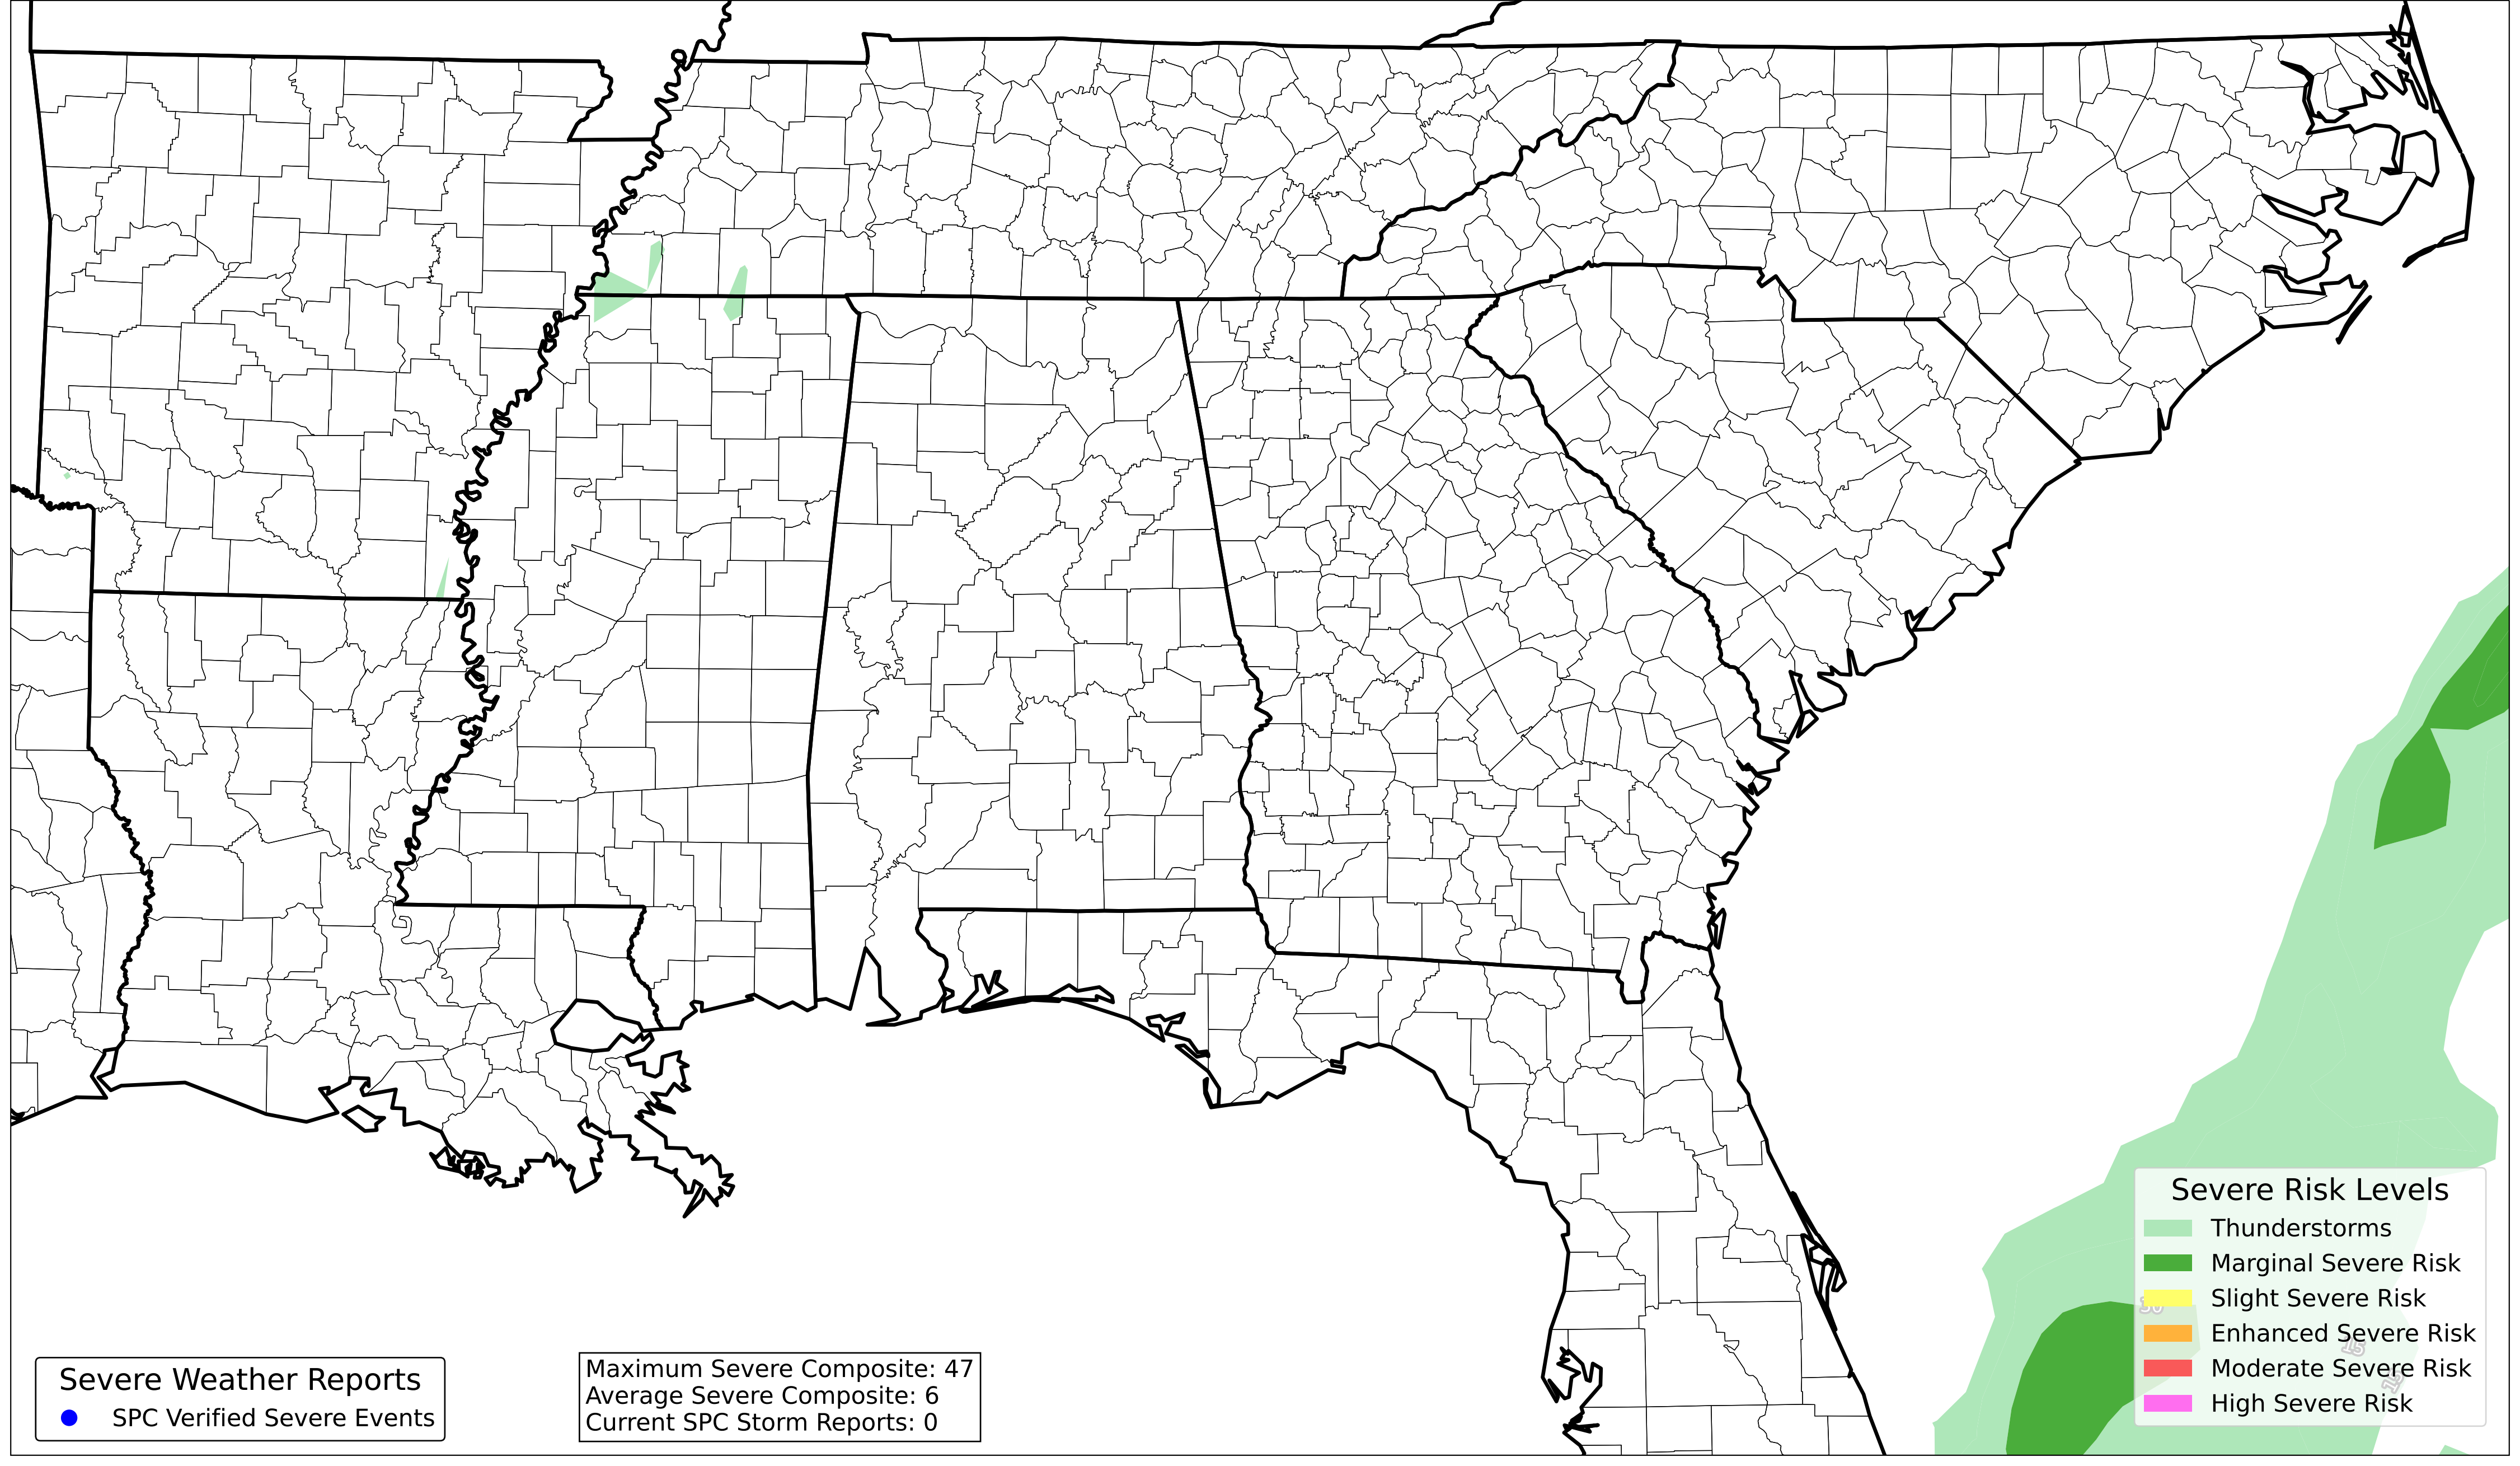 Severe Weather Reports
SPC Verified Severe Events
Maximum Severe Composite: 47
Average Severe Composite: 6
Current SPC Storm Reports: 0
Severe Risk Levels
Thunderstorms
Marginal Severe Risk
Slight Severe Risk
Enhanced Severe Risk
Moderate Severe Risk
High Severe Risk
30
15